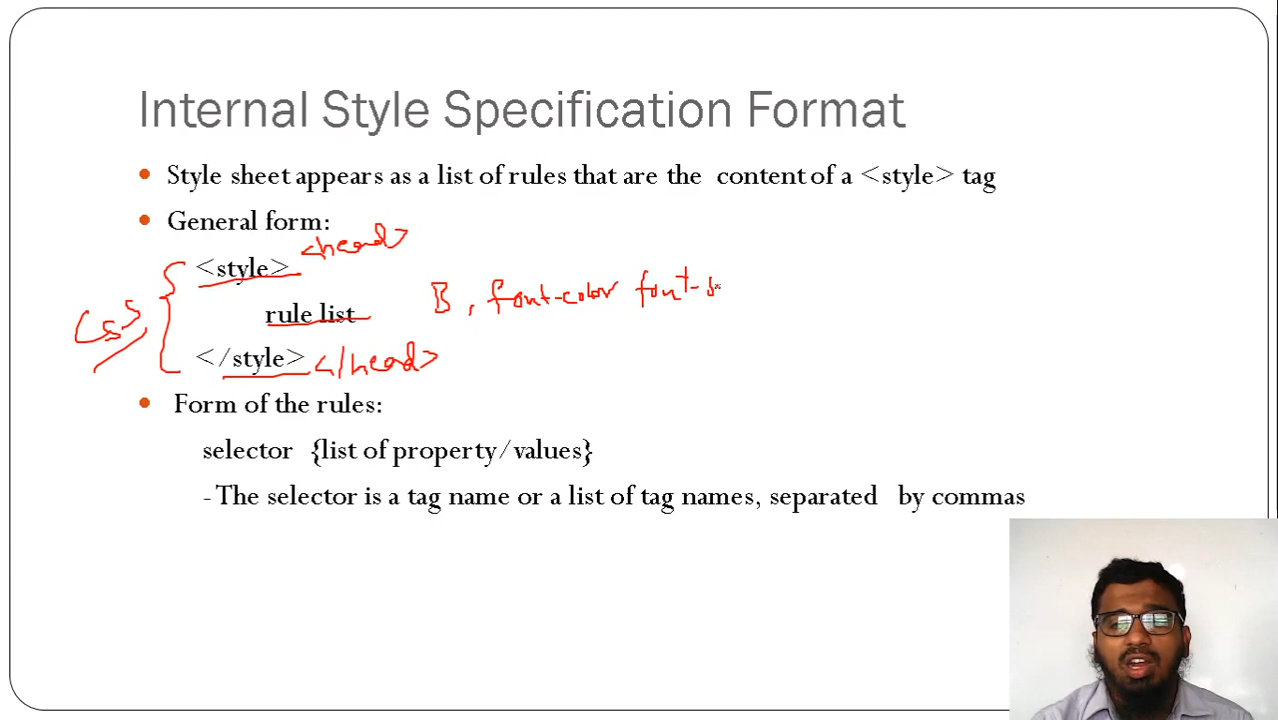 Internal Style Specification Format
• Style sheet appears as a list of rules that are the content of a <style> tag
• General form:
<head>
<style>
rule list
B, font-color font-s
Css
</style> </head>
• Form of the rules:
selector {list of property/values}
- The selector is a tag name or a list of tag names, separated by commas